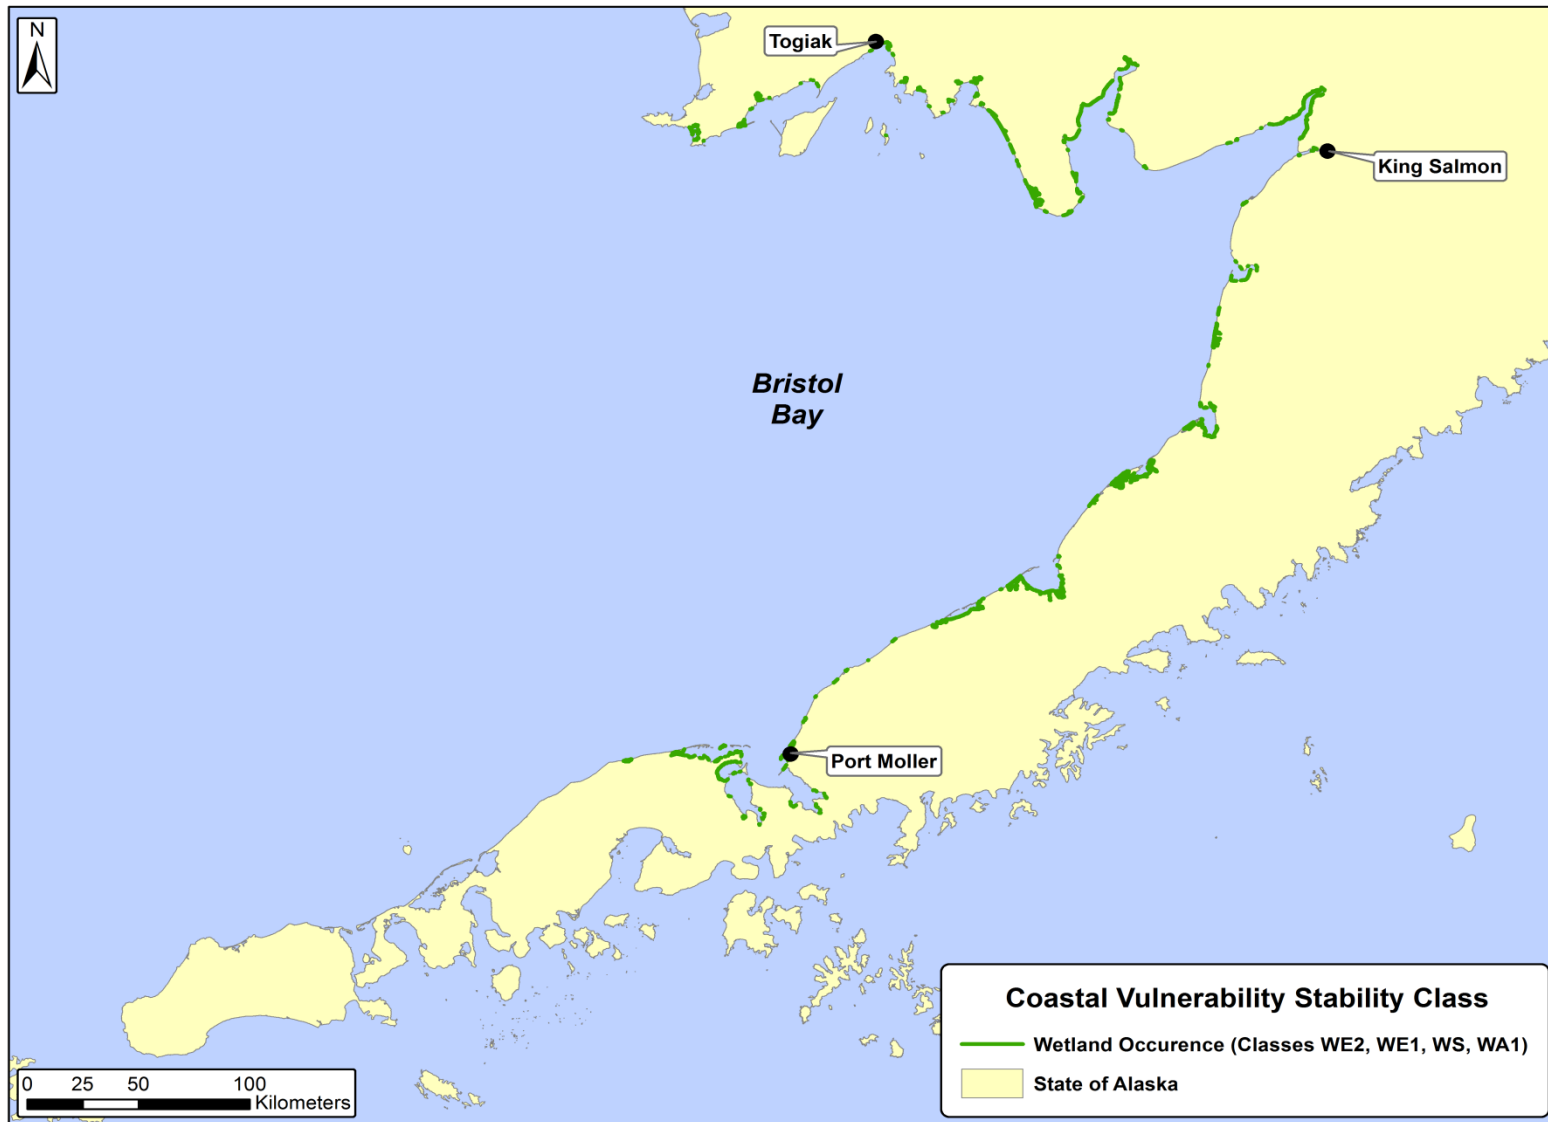 N
Togiak
King Salmon
Bristol
Bay
Port Moller
Coastal Vulnerability Stability Class
Wetland Occurence (Classes WE2, WE1, WS, WA1)
State of Alaska
0 25 50 100
Kilometers